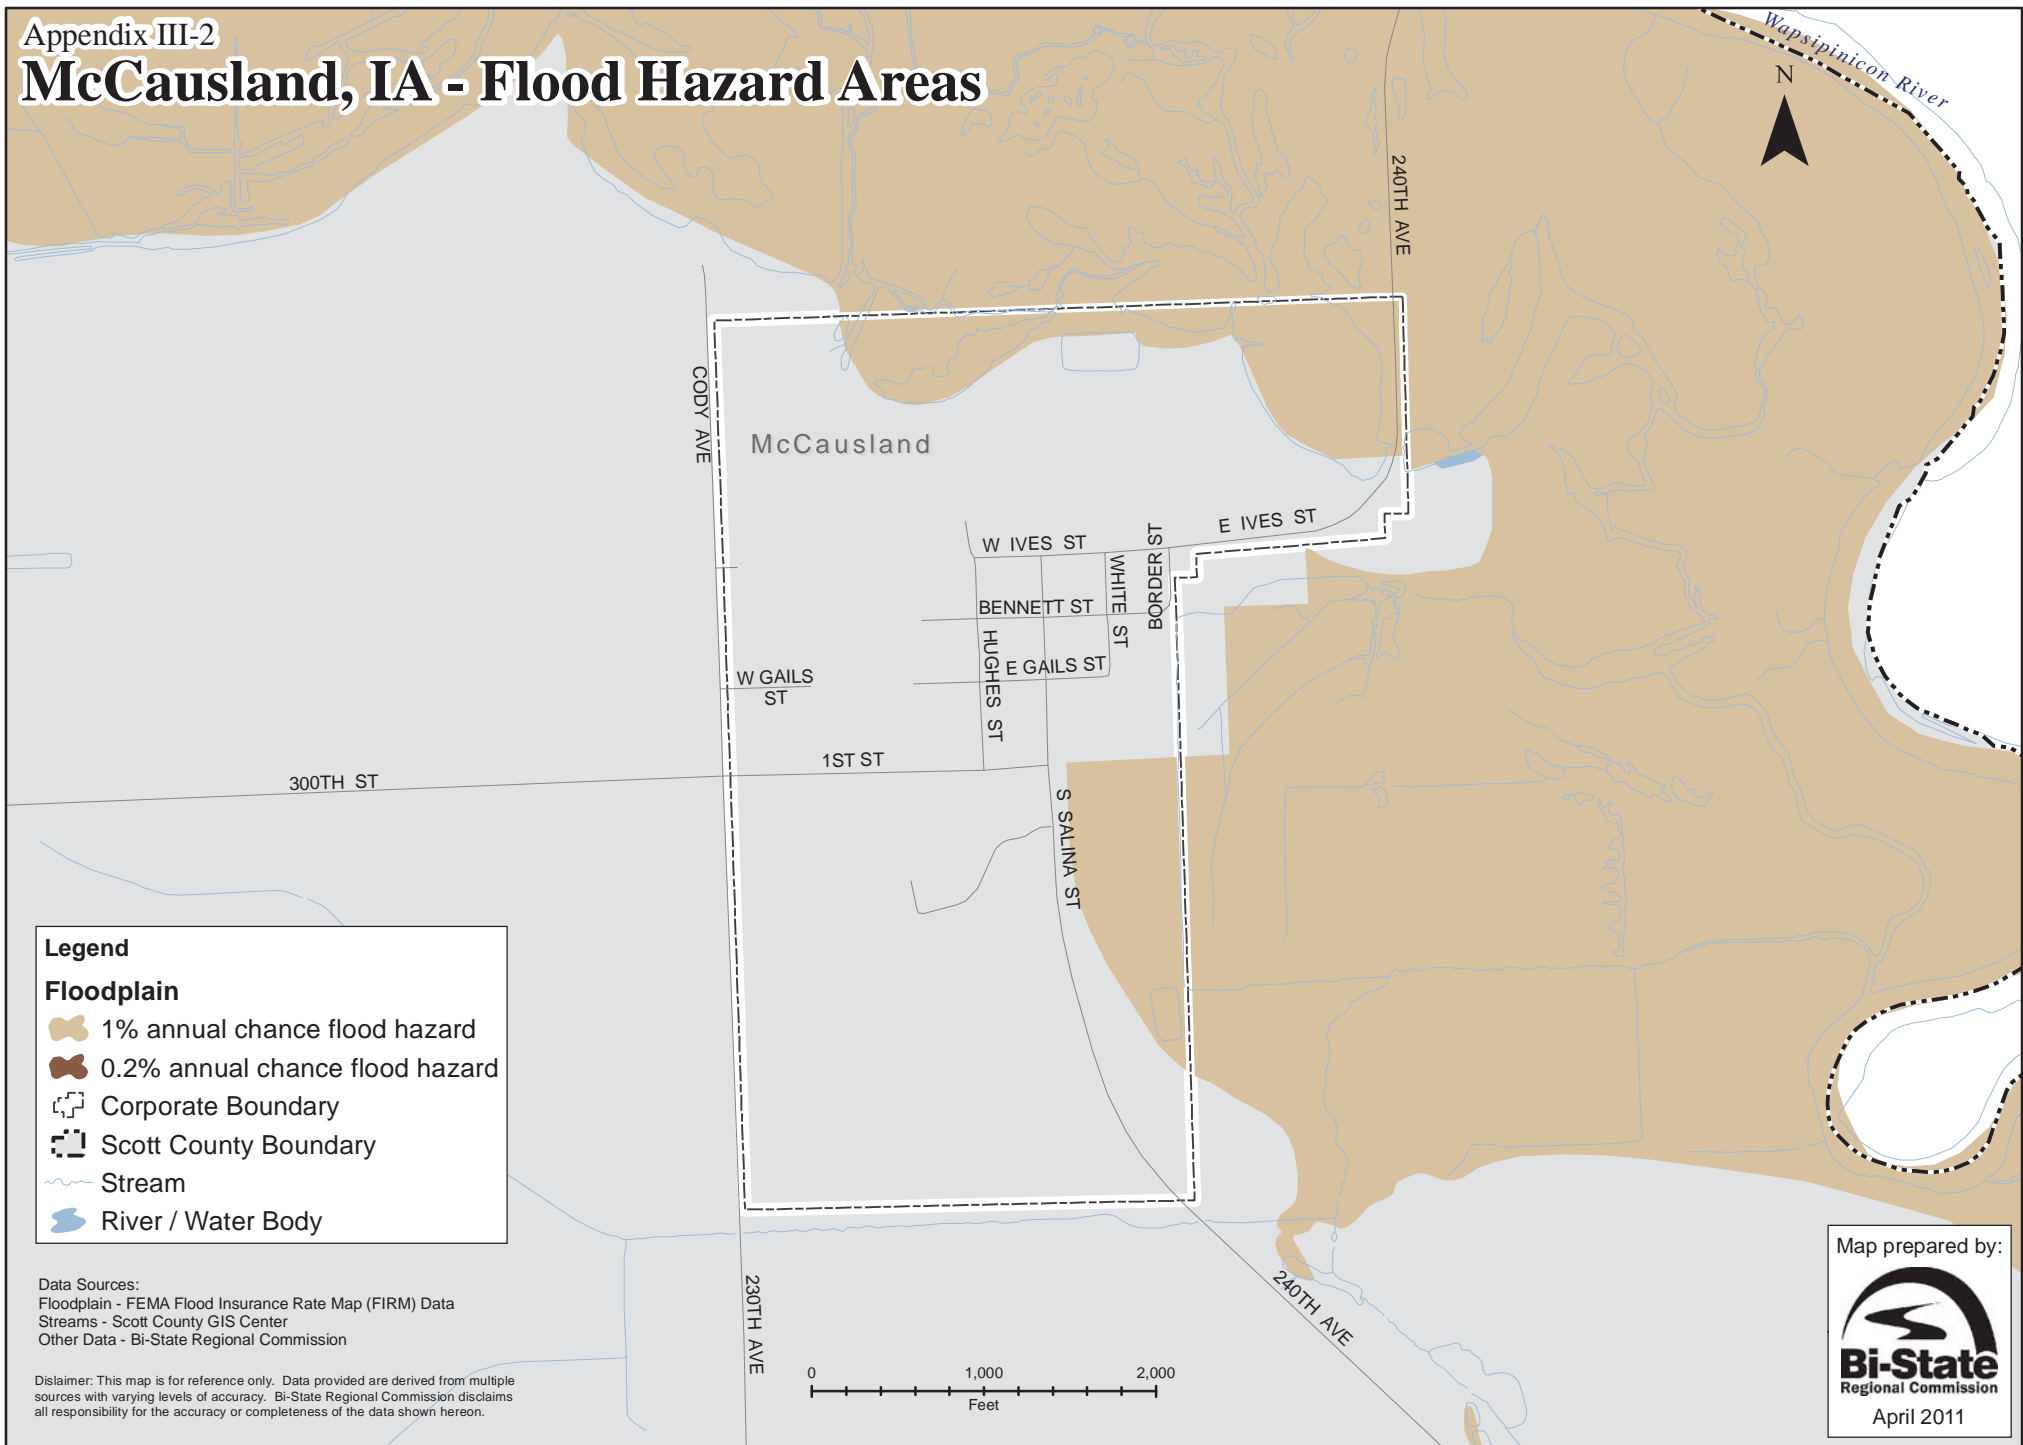 Appendix III-2
McCausland, IA - Flood Hazard Areas
Wapsipinicon River
N
240TH AVE
CODY AVE
McCausland
E IVES ST
W IVES ST
BORDER ST
WHITE ST
BENNETT ST
HUGHES ST
E GAILS ST
W GAILS
ST
1ST ST
300TH ST
S SALINA ST
Legend
Floodplain
1% annual chance flood hazard
0.2% annual chance flood hazard
Corporate Boundary
Scott County Boundary
Stream
River / Water Body
Data Sources:
Floodplain - FEMA Flood Insurance Rate Map (FIRM) Data
Streams - Scott County GIS Center
Other Data - Bi-State Regional Commission
Dislaimer: This map is for reference only. Data provided are derived from multiple
sources with varying levels of accuracy. Bi-State Regional Commission disclaims
all responsibility for the accuracy or completeness of the data shown hereon.
230TH AVE
240TH AVE
0 1,000 2,000
Feet
Map prepared by:
Bi-State
Regional Commission
April 2011